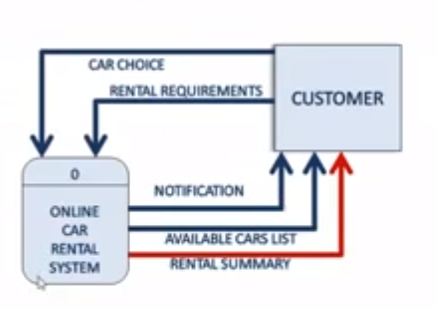 CAR CHOICE
RENTAL REQUIREMENTS
CUSTOMER
0
NOTIFICATION
ONLINE
CAR
RENTAL
SYSTEM
AVAILABLE CARS LIST
RENTAL SUMMARY